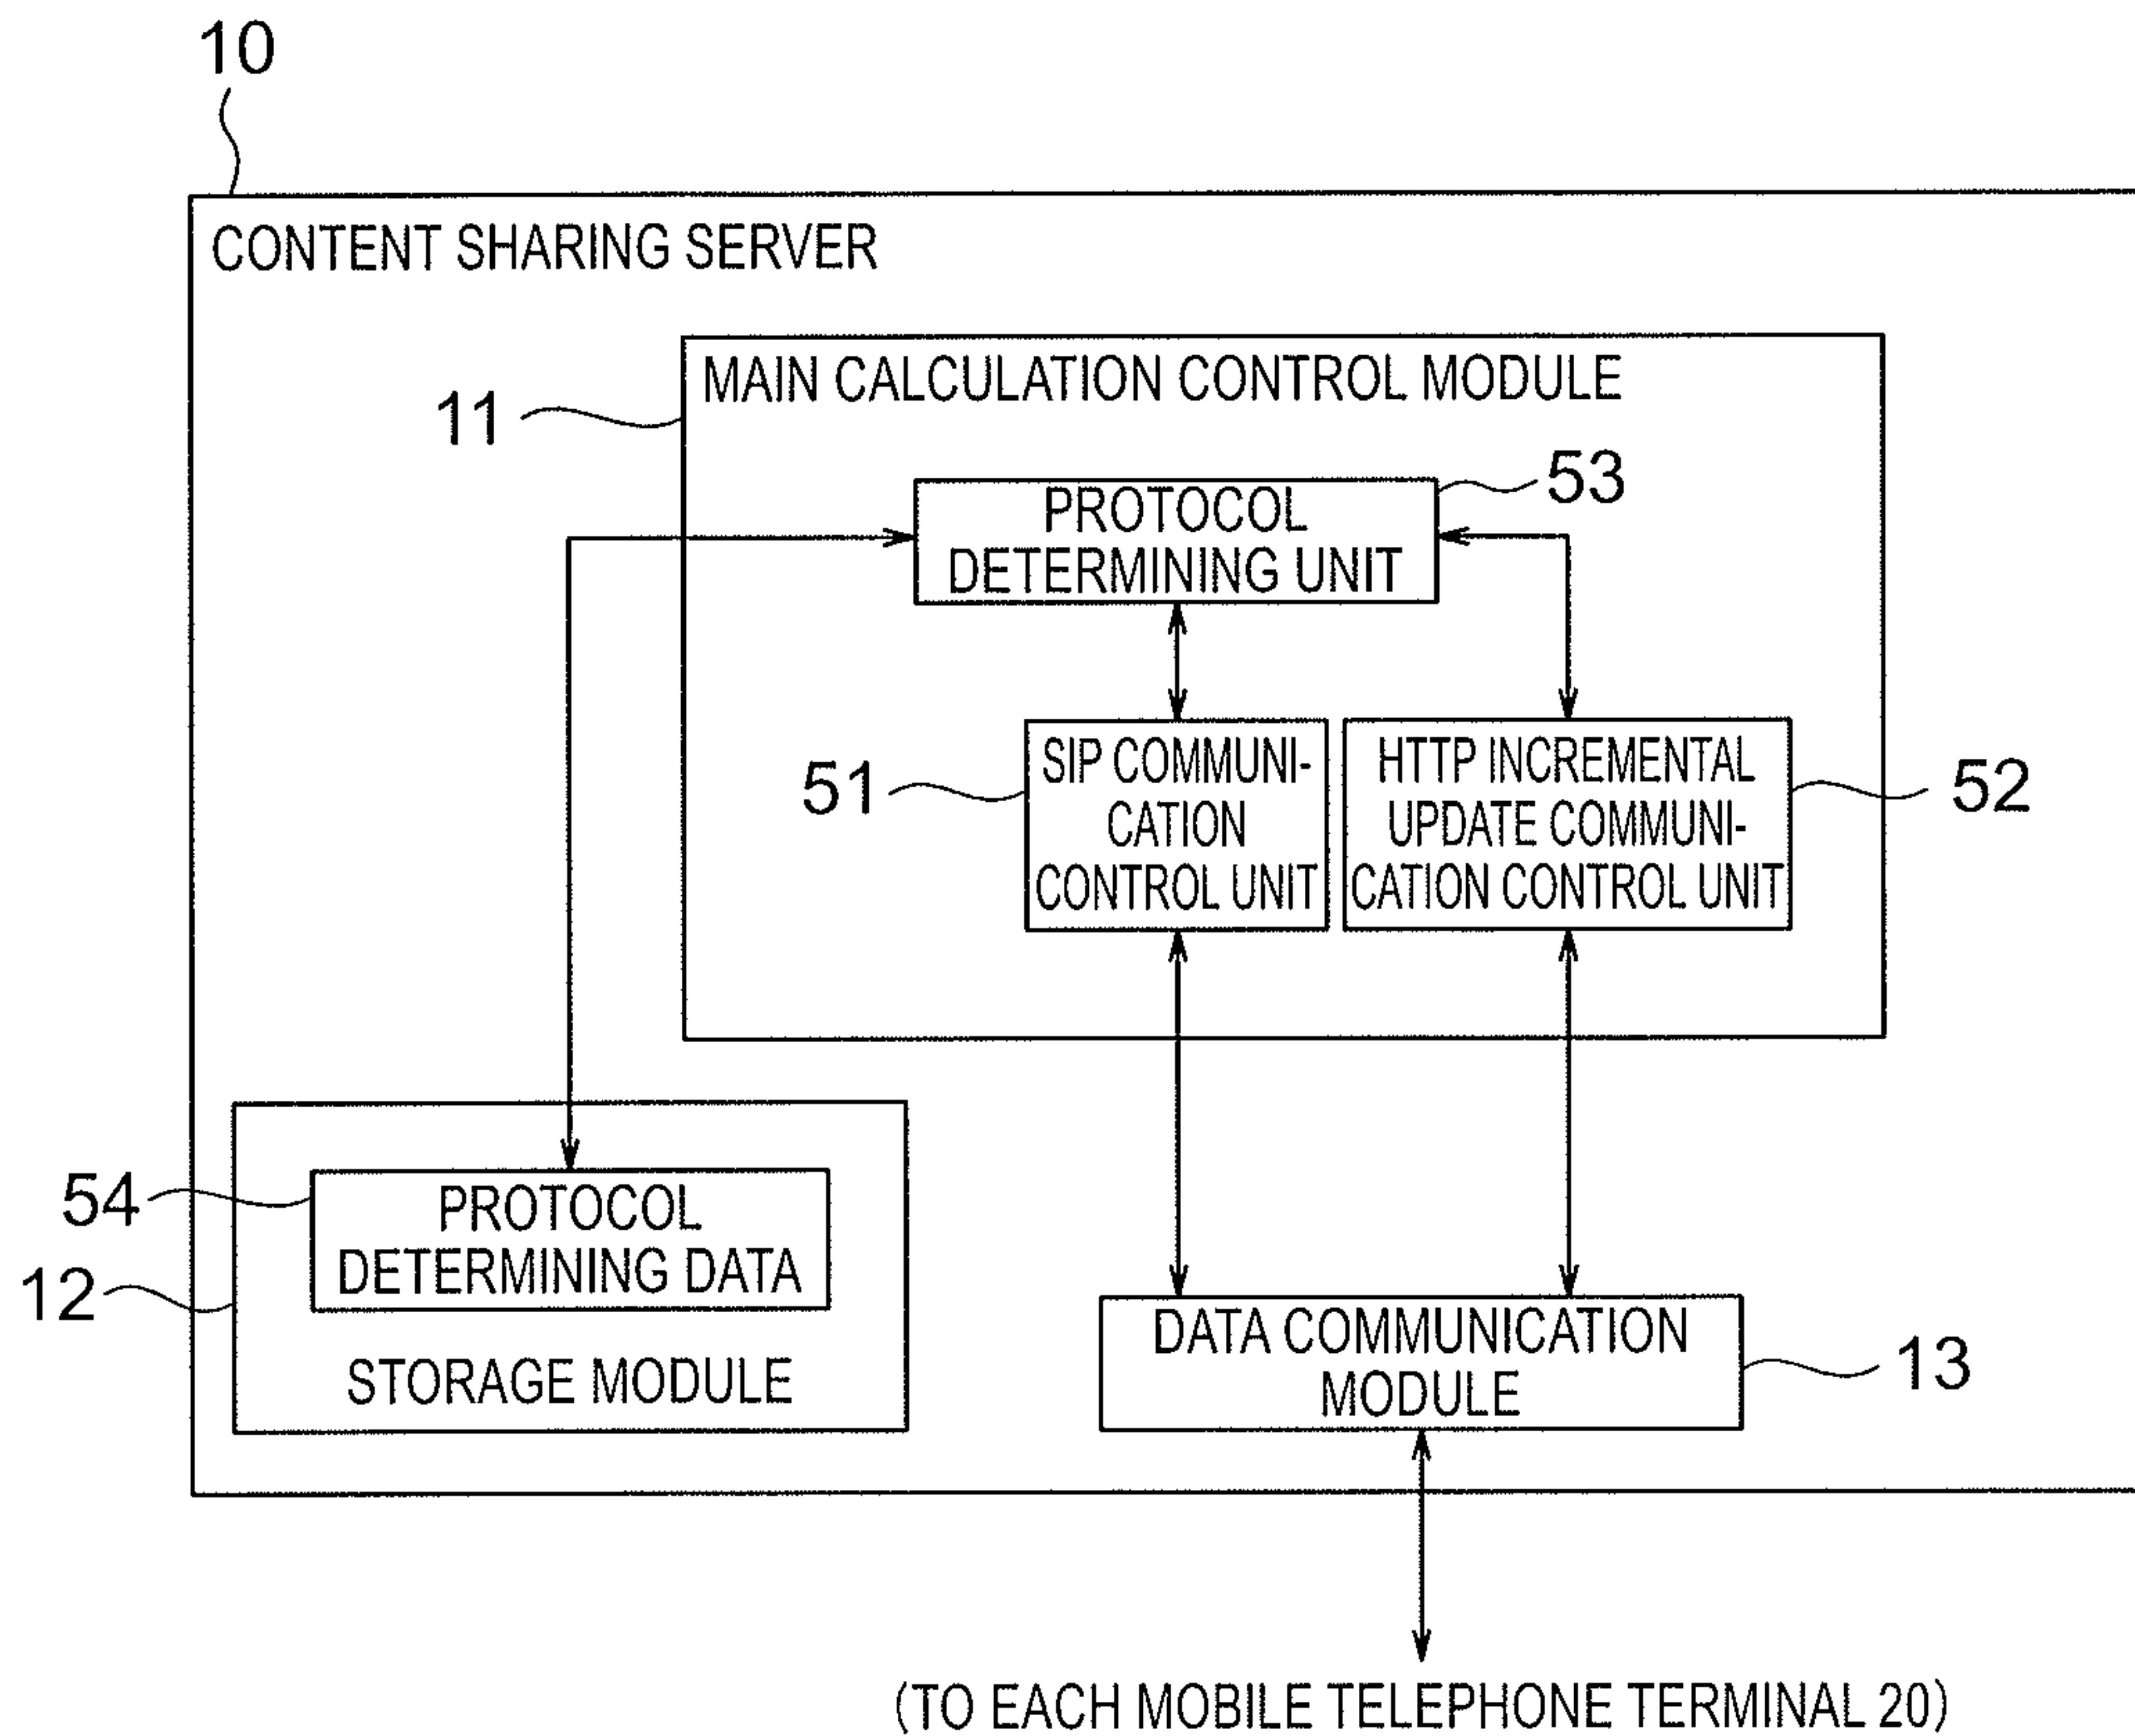 10
CONTENT SHARING SERVER
MAIN CALCULATION CONTROL MODULE
11
53
PROTOCOL
DETERMINING UNIT
51
SIP COMMUNI-
CATION
CONTROL UNIT
HTTP INCREMENTAL
UPDATE COMMUNI-
CATION CONTROL UNIT
52
54
PROTOCOL
DETERMINING DATA
12
STORAGE MODULE
DATA COMMUNICATION
MODULE
13
(TO EACH MOBILE TELEPHONE TERMINAL 20)